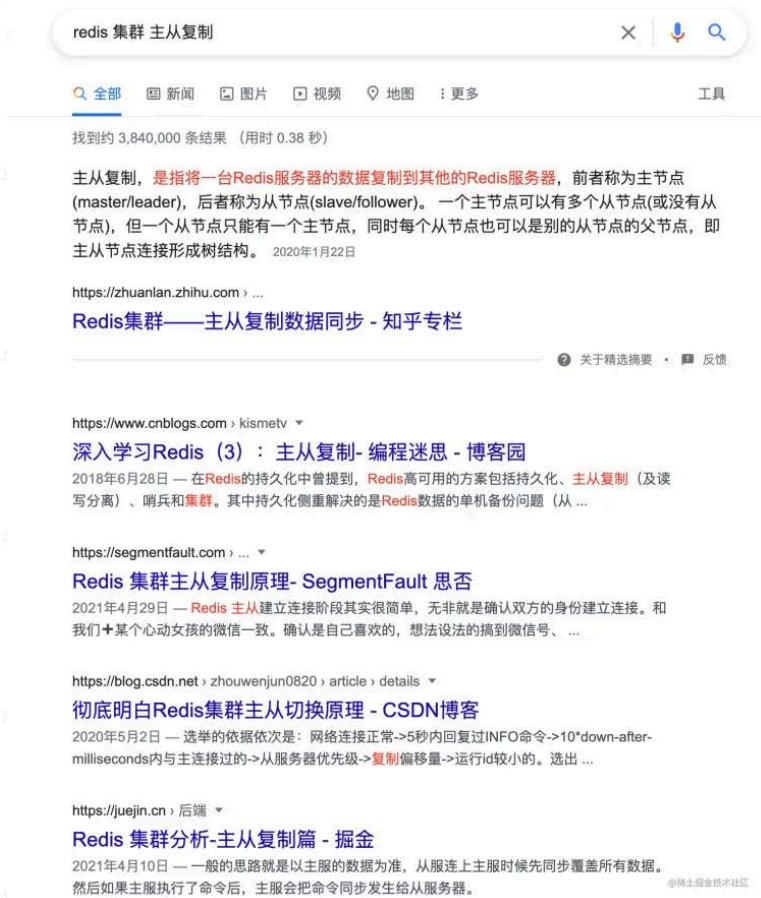 redis 集群 主从复制
全部 新闻 图片 视频 地图 更多 工具
找到约 3,840,000 条结果 （用时 0.38 秒）
主从复制，是指将一台Redis服务器的数据复制到其他的Redis服务器，前者称为主节点
(master/leader)，后者称为从节点(slave/follower)。 一个主节点可以有多个从节点(或没有从
节点)，但一个从节点只能有一个主节点，同时每个从节点也可以是别的从节点的父节点，即
主从节点连接形成树结构。 2020年1月22日
https://zhuanlan.zhihu.com › ...
Redis集群——主从复制数据同步 - 知乎专栏
关于精选摘要 • 反馈
https://www.cnblogs.com › kismetv
深入学习Redis（3）：主从复制- 编程迷思 - 博客园
2018年6月28日 — 在Redis的持久化中曾提到，Redis高可用的方案包括持久化、主从复制（及读
写分离）、哨兵和集群。其中持久化侧重解决的是Redis数据的单机备份问题（从 ...
https://segmentfault.com › ...
Redis 集群主从复制原理- SegmentFault 思否
2021年4月29日 — Redis 主从建立连接阶段其实很简单，无非就是确认双方的身份建立连接。和
我们➕某个心动女孩的微信一致。确认是自己喜欢的，想法设法的搞到微信号、 ...
https://blog.csdn.net › zhouwenjun0820 › article › details
彻底明白Redis集群主从切换原理 - CSDN博客
2020年5月2日 — 选举的依据依次是：网络连接正常->5秒内回复过INFO命令->10*down-after-
milliseconds内与主连接过的->从服务器优先级->复制偏移量->运行id较小的。选出 ...
https://juejin.cn › 后端
Redis 集群分析-主从复制篇 - 掘金
2021年4月10日 — 一般的思路就是以主服的数据为准，从服连上主服时候先同步覆盖所有数据。
然后如果主服执行了命令后，主服会把命令同步发生给从服务器。
@稀土掘金技术社区